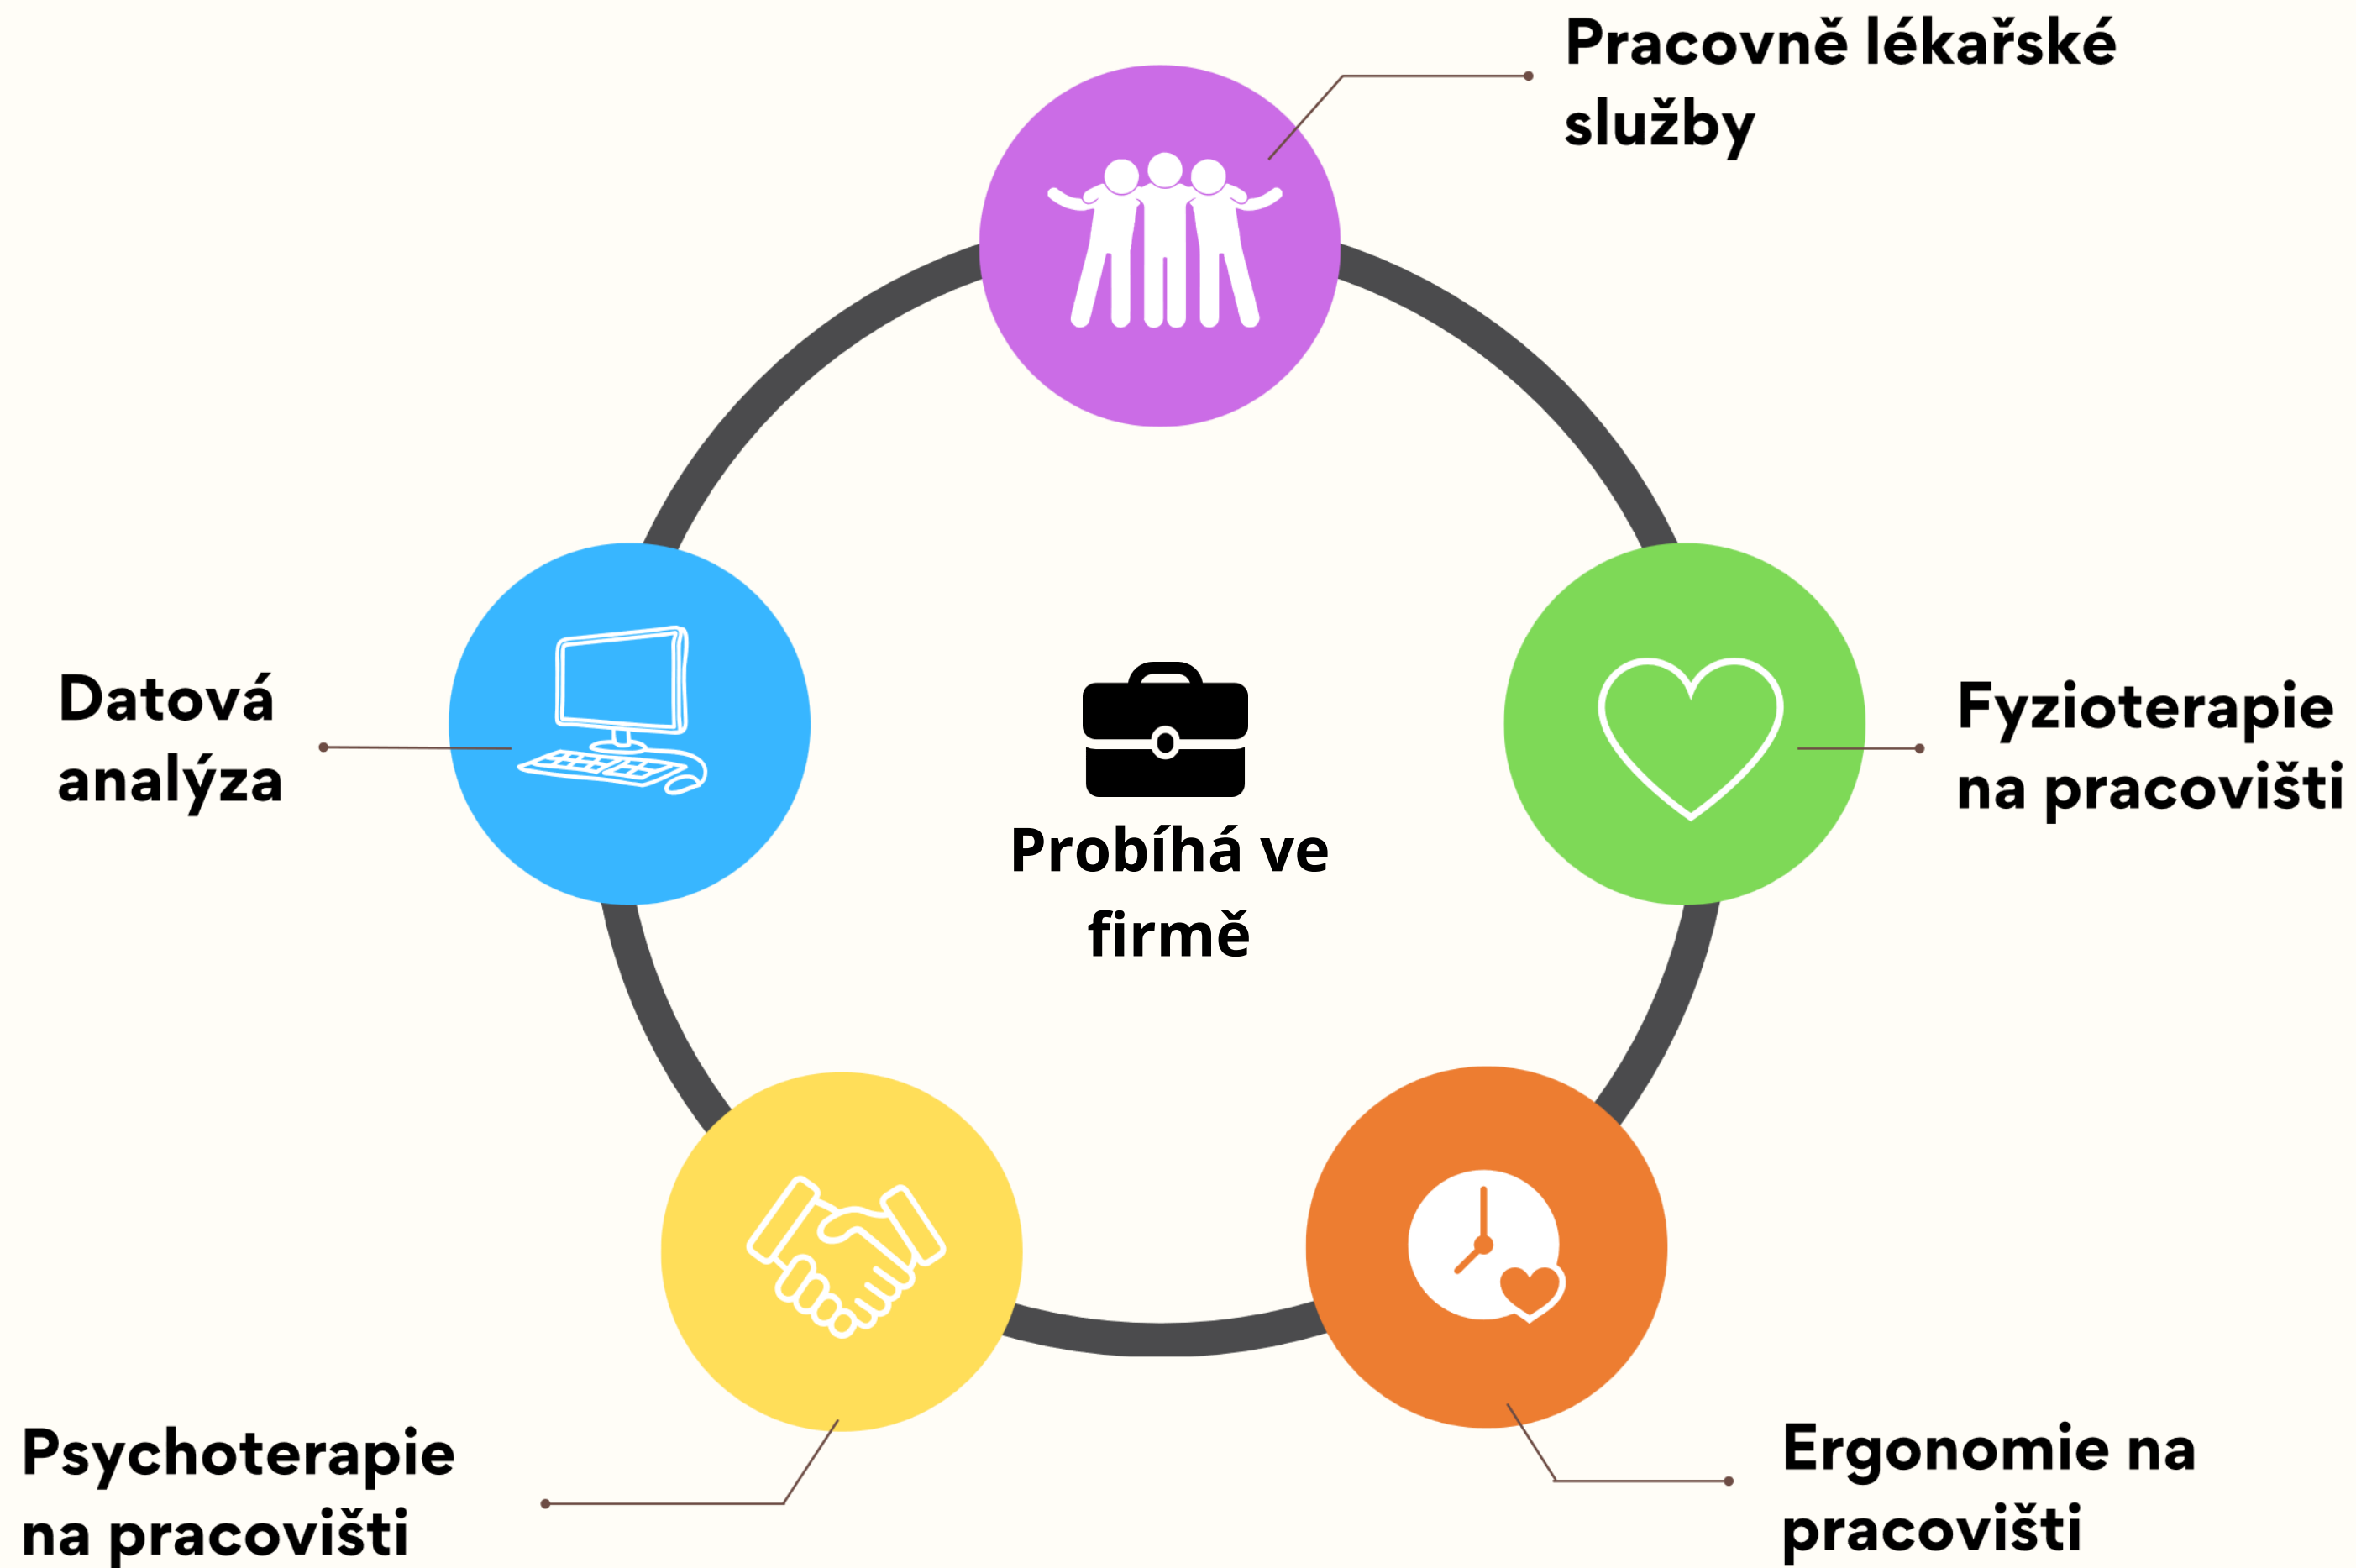 Pracovně lékařské
služby
Datová
analýza
Fyzioterapie
na pracovišti
Probíhá ve
firmě
Psychoterapie
na pracovišti
Ergonomie na
pracovišti